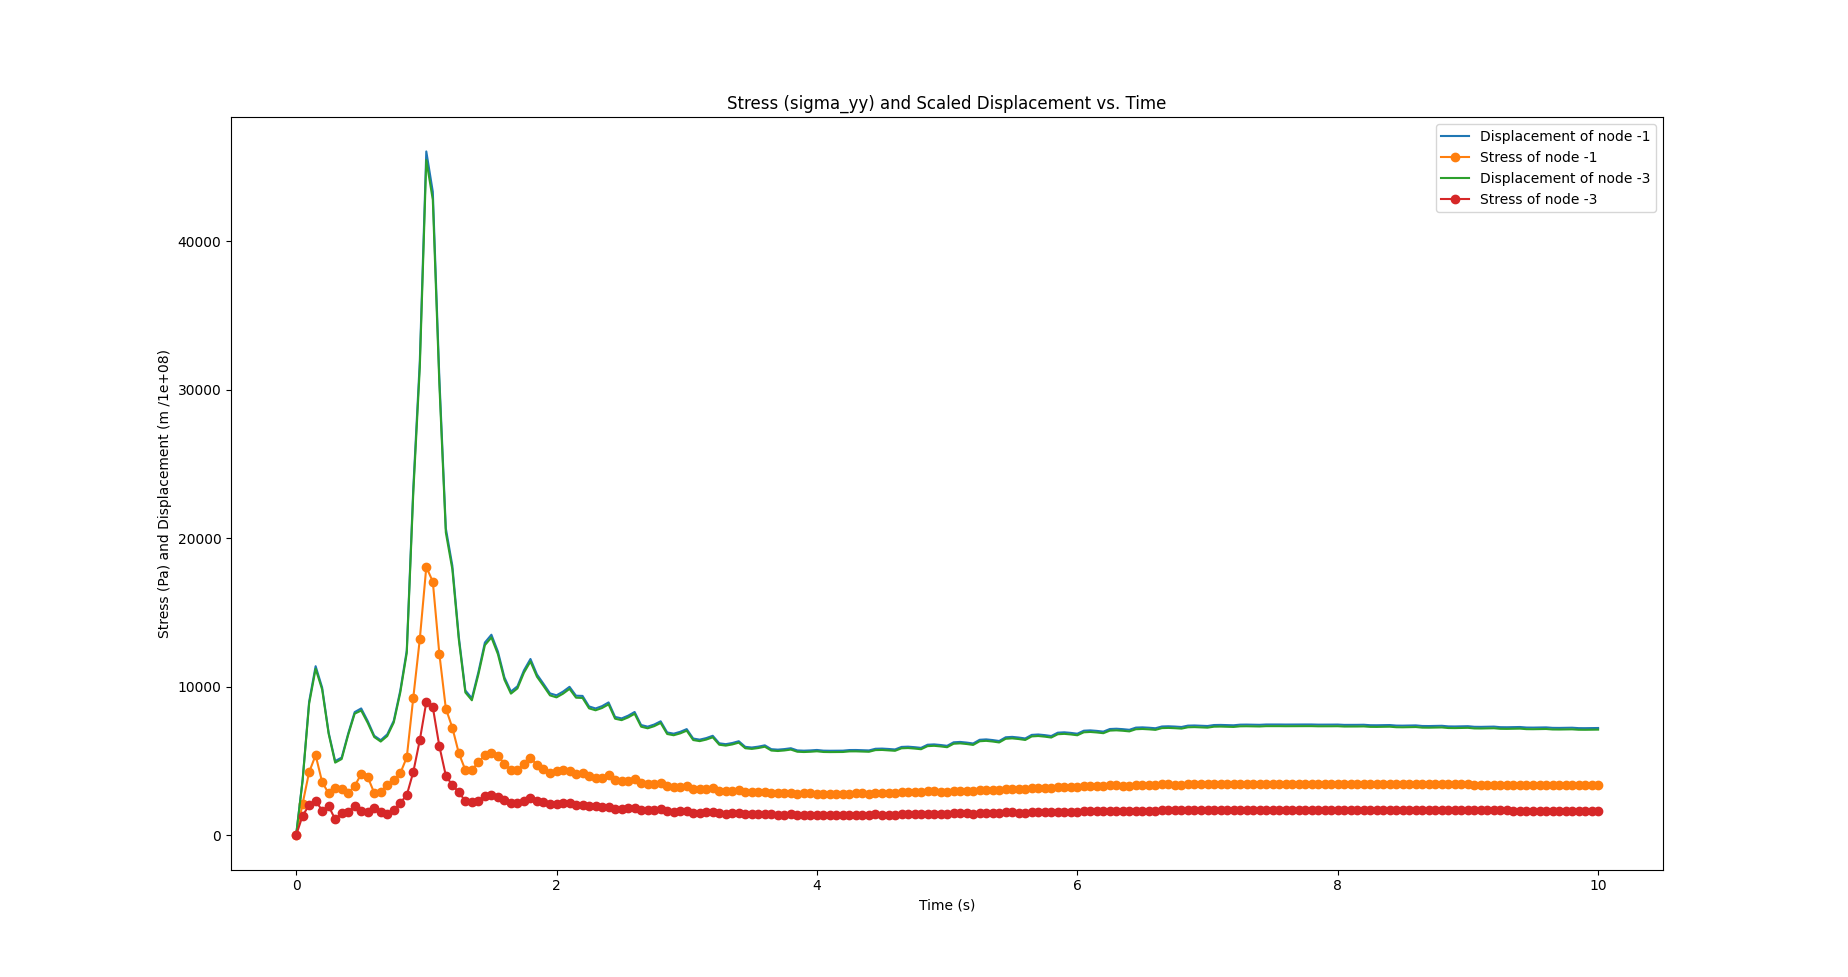 Stress (sigma_yy) and Scaled Displacement vs. Time
Displacement of node -1
Stress of node -1
Displacement of node -3
Stress of node -3
Stress (Pa) and Displacement (m /1e+08)
40000
30000
20000
10000
0
0 2 4 6 8 10
Time (s)